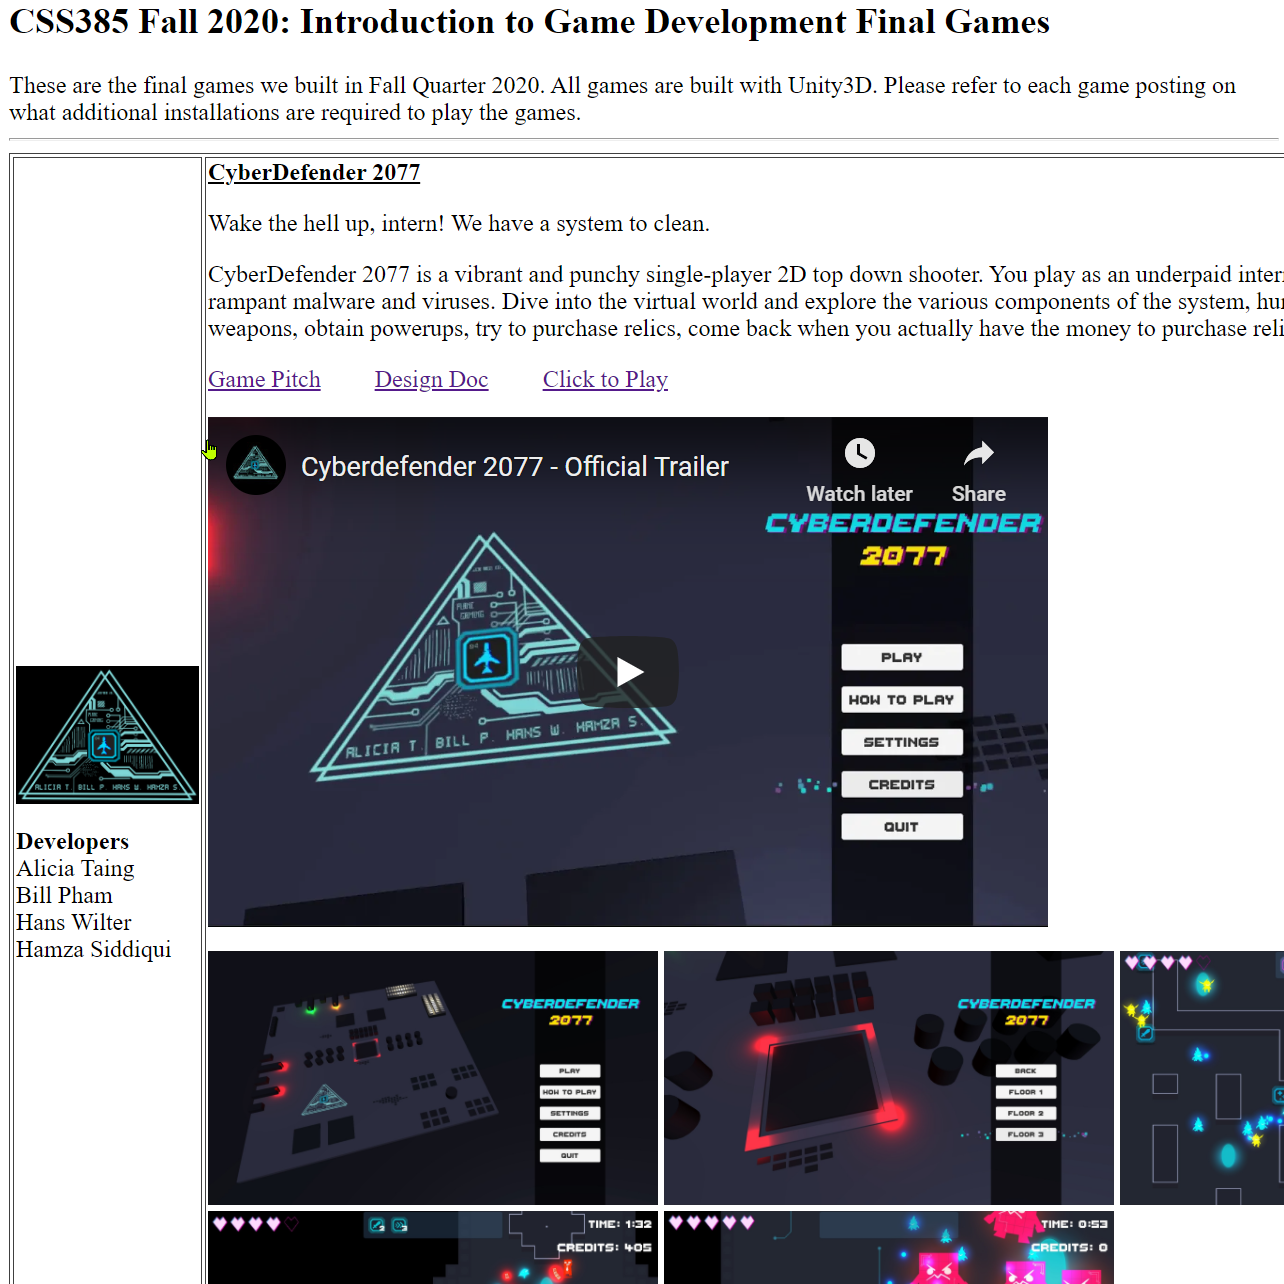 CSS385 Fall 2020: Introduction to Game Development Final Games
These are the final games we built in Fall Quarter 2020. All games are built with Unity3D. Please refer to each game posting on
what additional installations are required to play the games.
CyberDefender 2077
Wake the hell up, intern! We have a system to clean.
CyberDefender 2077 is a vibrant and punchy single-player 2D top down shooter. You play as an underpaid inter
rampant malware and viruses. Dive into the virtual world and explore the various components of the system, hu
weapons, obtain powerups, try to purchase relics, come back when you actually have the money to purchase reli
Game Pitch Design Doc Click to Play
Cyberdefender 2077 - Official Trailer
Watch later Share
CYBERDEFENDER
2077
PLANE
GAMING
ALICIA T. BILL P. HANS W. HAMZA S.
PLAY
HOW TO PLAY
SETTINGS
CREDITS
QUIT
ALICIA T BILL P HANS W HAMZA S
Developers
Alicia Taing
Bill Pham
Hans Wilter
Hamza Siddiqui
CYBERDEFENDER
2077
PLAY
HOW TO PLAY
SETTINGS
CREDITS
QUIT
CYBERDEFENDER
2077
BACK
FLOOR 1
FLOOR 2
FLOOR 3
TIME: 1:32
CREDITS: 405
TIME: 0:53
CREDITS: 0